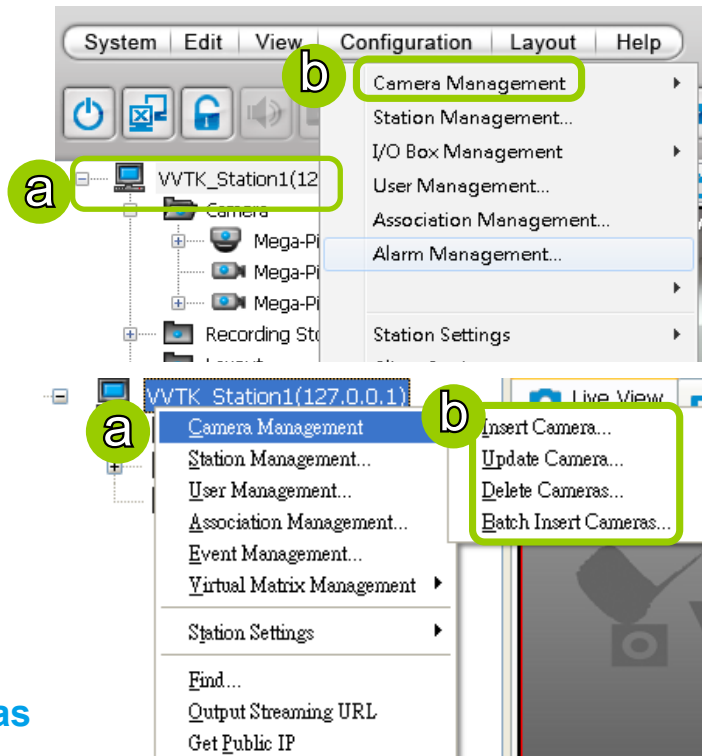 System Edit View Configuration Layout Help
b
Camera Management
Station Management...
I/O Box Management
a
VVTK_Station1(12
User Management...
Camera
Association Management...
Mega-Pi
Alarm Management...
Mega-Pi
Mega-Pi
Recording Sto
Station Settings
VVTK_Station1(127.0.0.1)
Live View
a
Camera Management
b
Insert Camera...
Station Management...
Update Camera...
User Management...
Delete Cameras...
Association Management...
Batch Insert Cameras...
Event Management...
Virtual Matrix Management
Station Settings
Find...
as
Output Streaming URL
Get Public IP